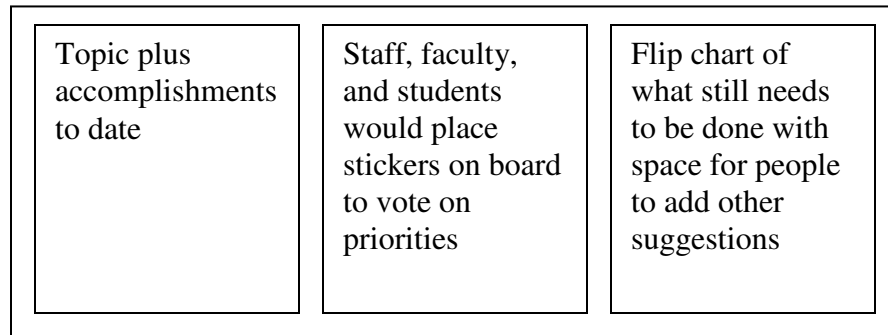 Topic plus
accomplishments
to date
Staff, faculty,
and students
would place
stickers on board
to vote on
priorities
Flip chart of
what still needs
to be done with
space for people
to add other
suggestions